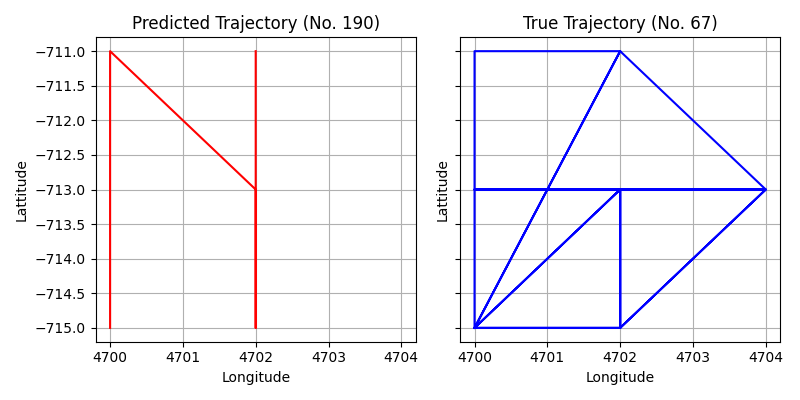 Predicted Trajectory (No. 190)
True Trajectory (No. 67)
−711.0
−711.5
−712.0
−712.5
−713.0
−713.5
−714.0
−714.5
−715.0
Lattitude
Lattitude
4700 4701 4702 4703 4704
4700 4701 4702 4703 4704
Longitude
Longitude